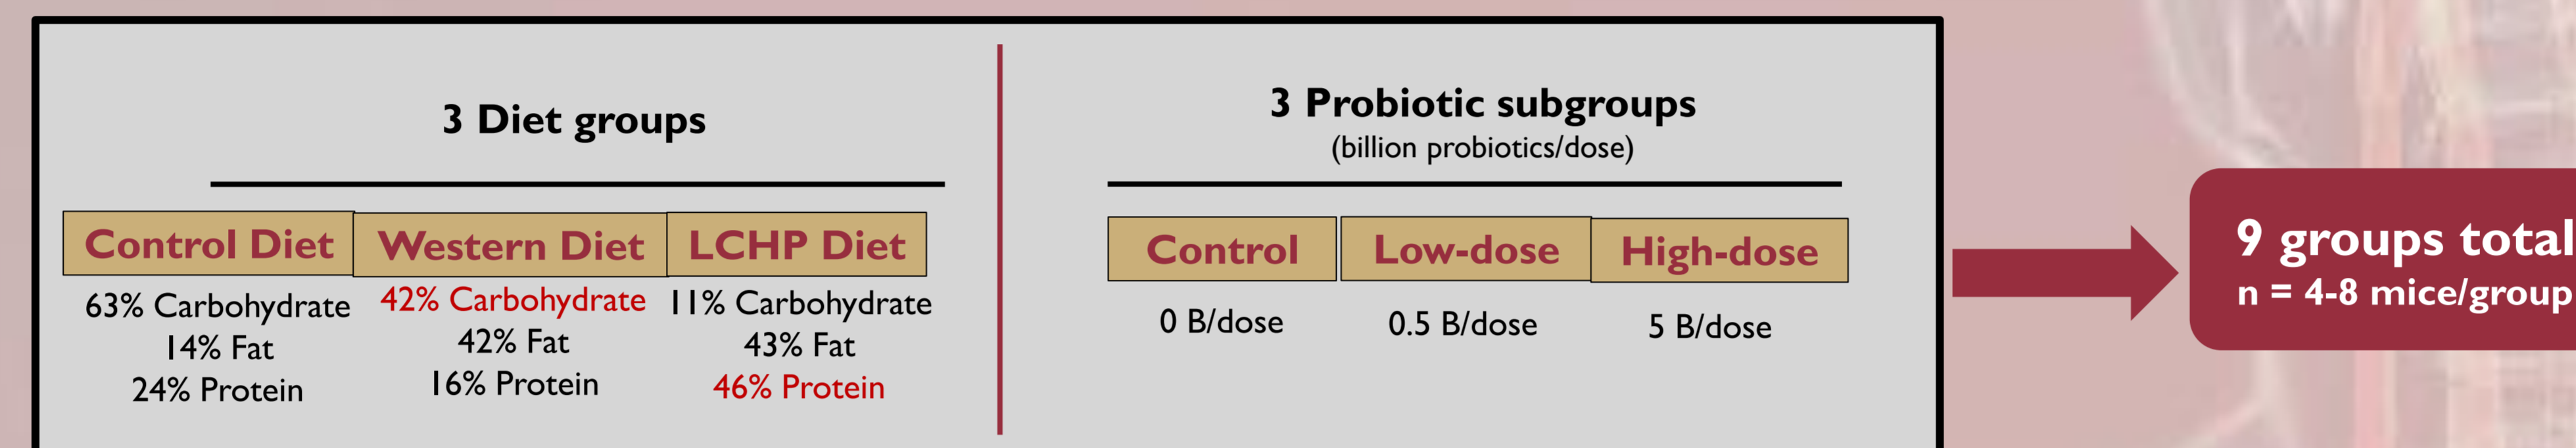 3 Diet groups
Control Diet
63% Carbohydrate
14% Fat
24% Protein
Western Diet
42% Carbohydrate
42% Fat
16% Protein
LCHP Diet
11% Carbohydrate
43% Fat
46% Protein
3 Probiotic subgroups
(billion probiotics/dose)
Control
0 B/dose
Low-dose
0.5 B/dose
High-dose
5 B/dose
9 groups total
n = 4-8 mice/group